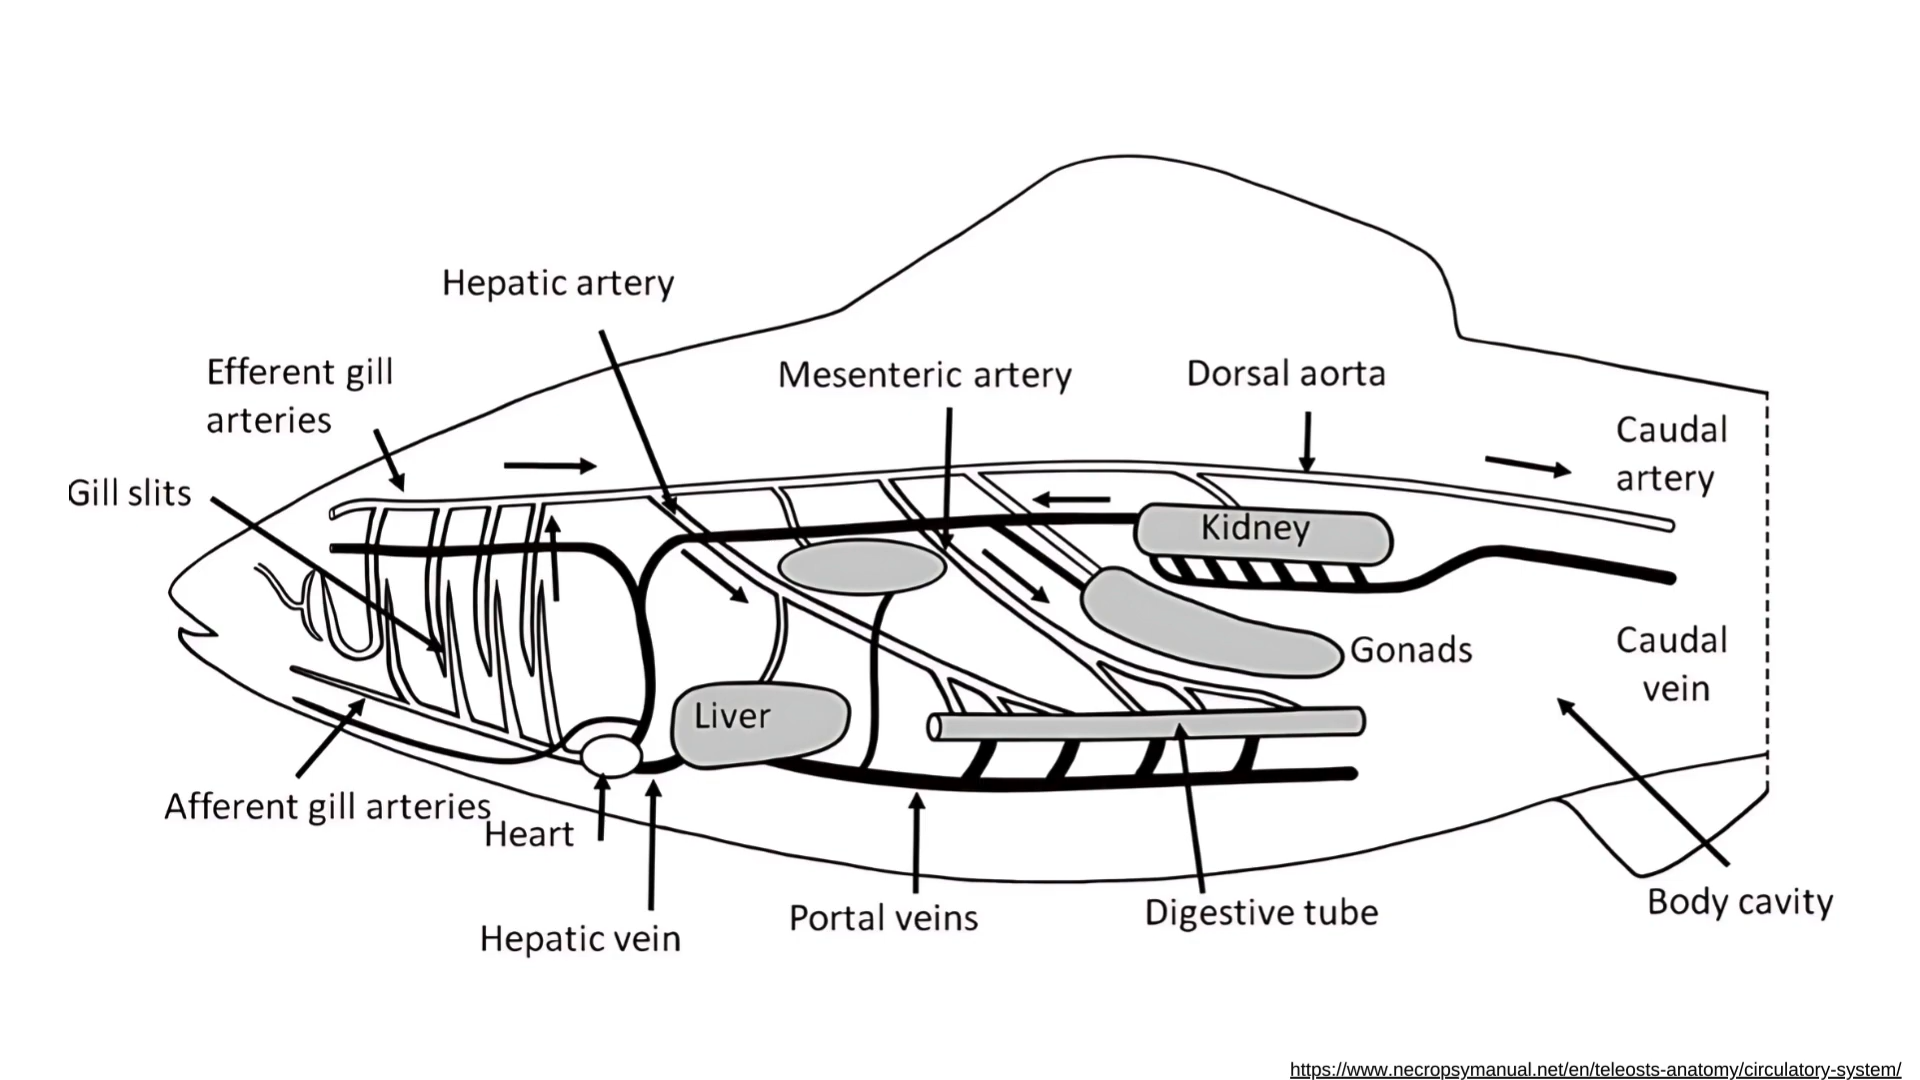 Hepatic artery
Efferent gill
arteries
Mesenteric artery
Dorsal aorta
Caudal
artery
Gill slits
Kidney
Gonads
Caudal
vein
Liver
Afferent gill arteries
Heart
Hepatic vein
Portal veins
Digestive tube
Body cavity
https://www.necropsymanual.net/en/teleosts-anatomy/circulatory-system/